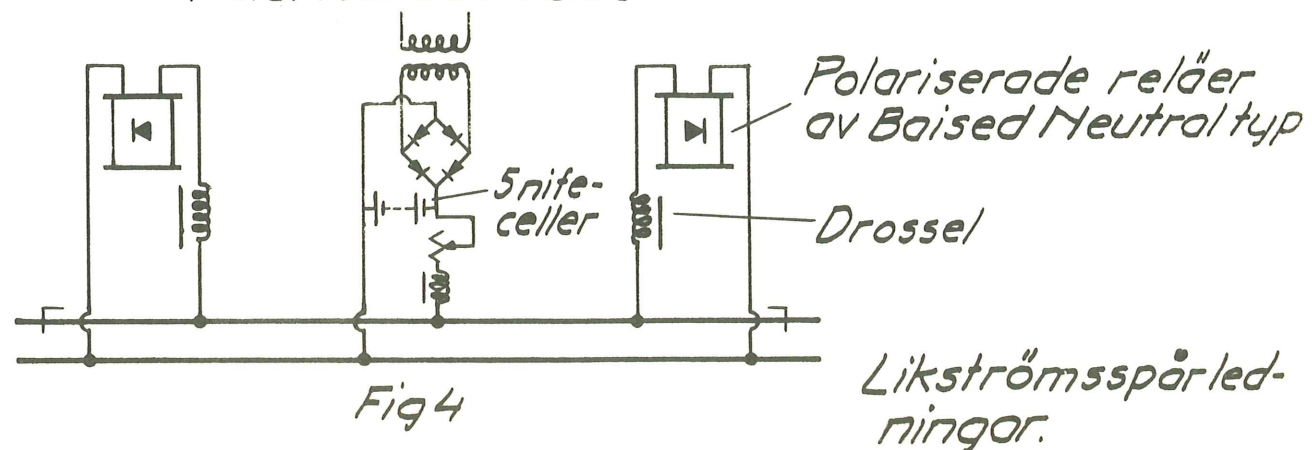 Polariserade reläer
av Baised Neutral typ
5 nife-
celler
Drossel
Fig 4
Likströmsspårled-
ningar.